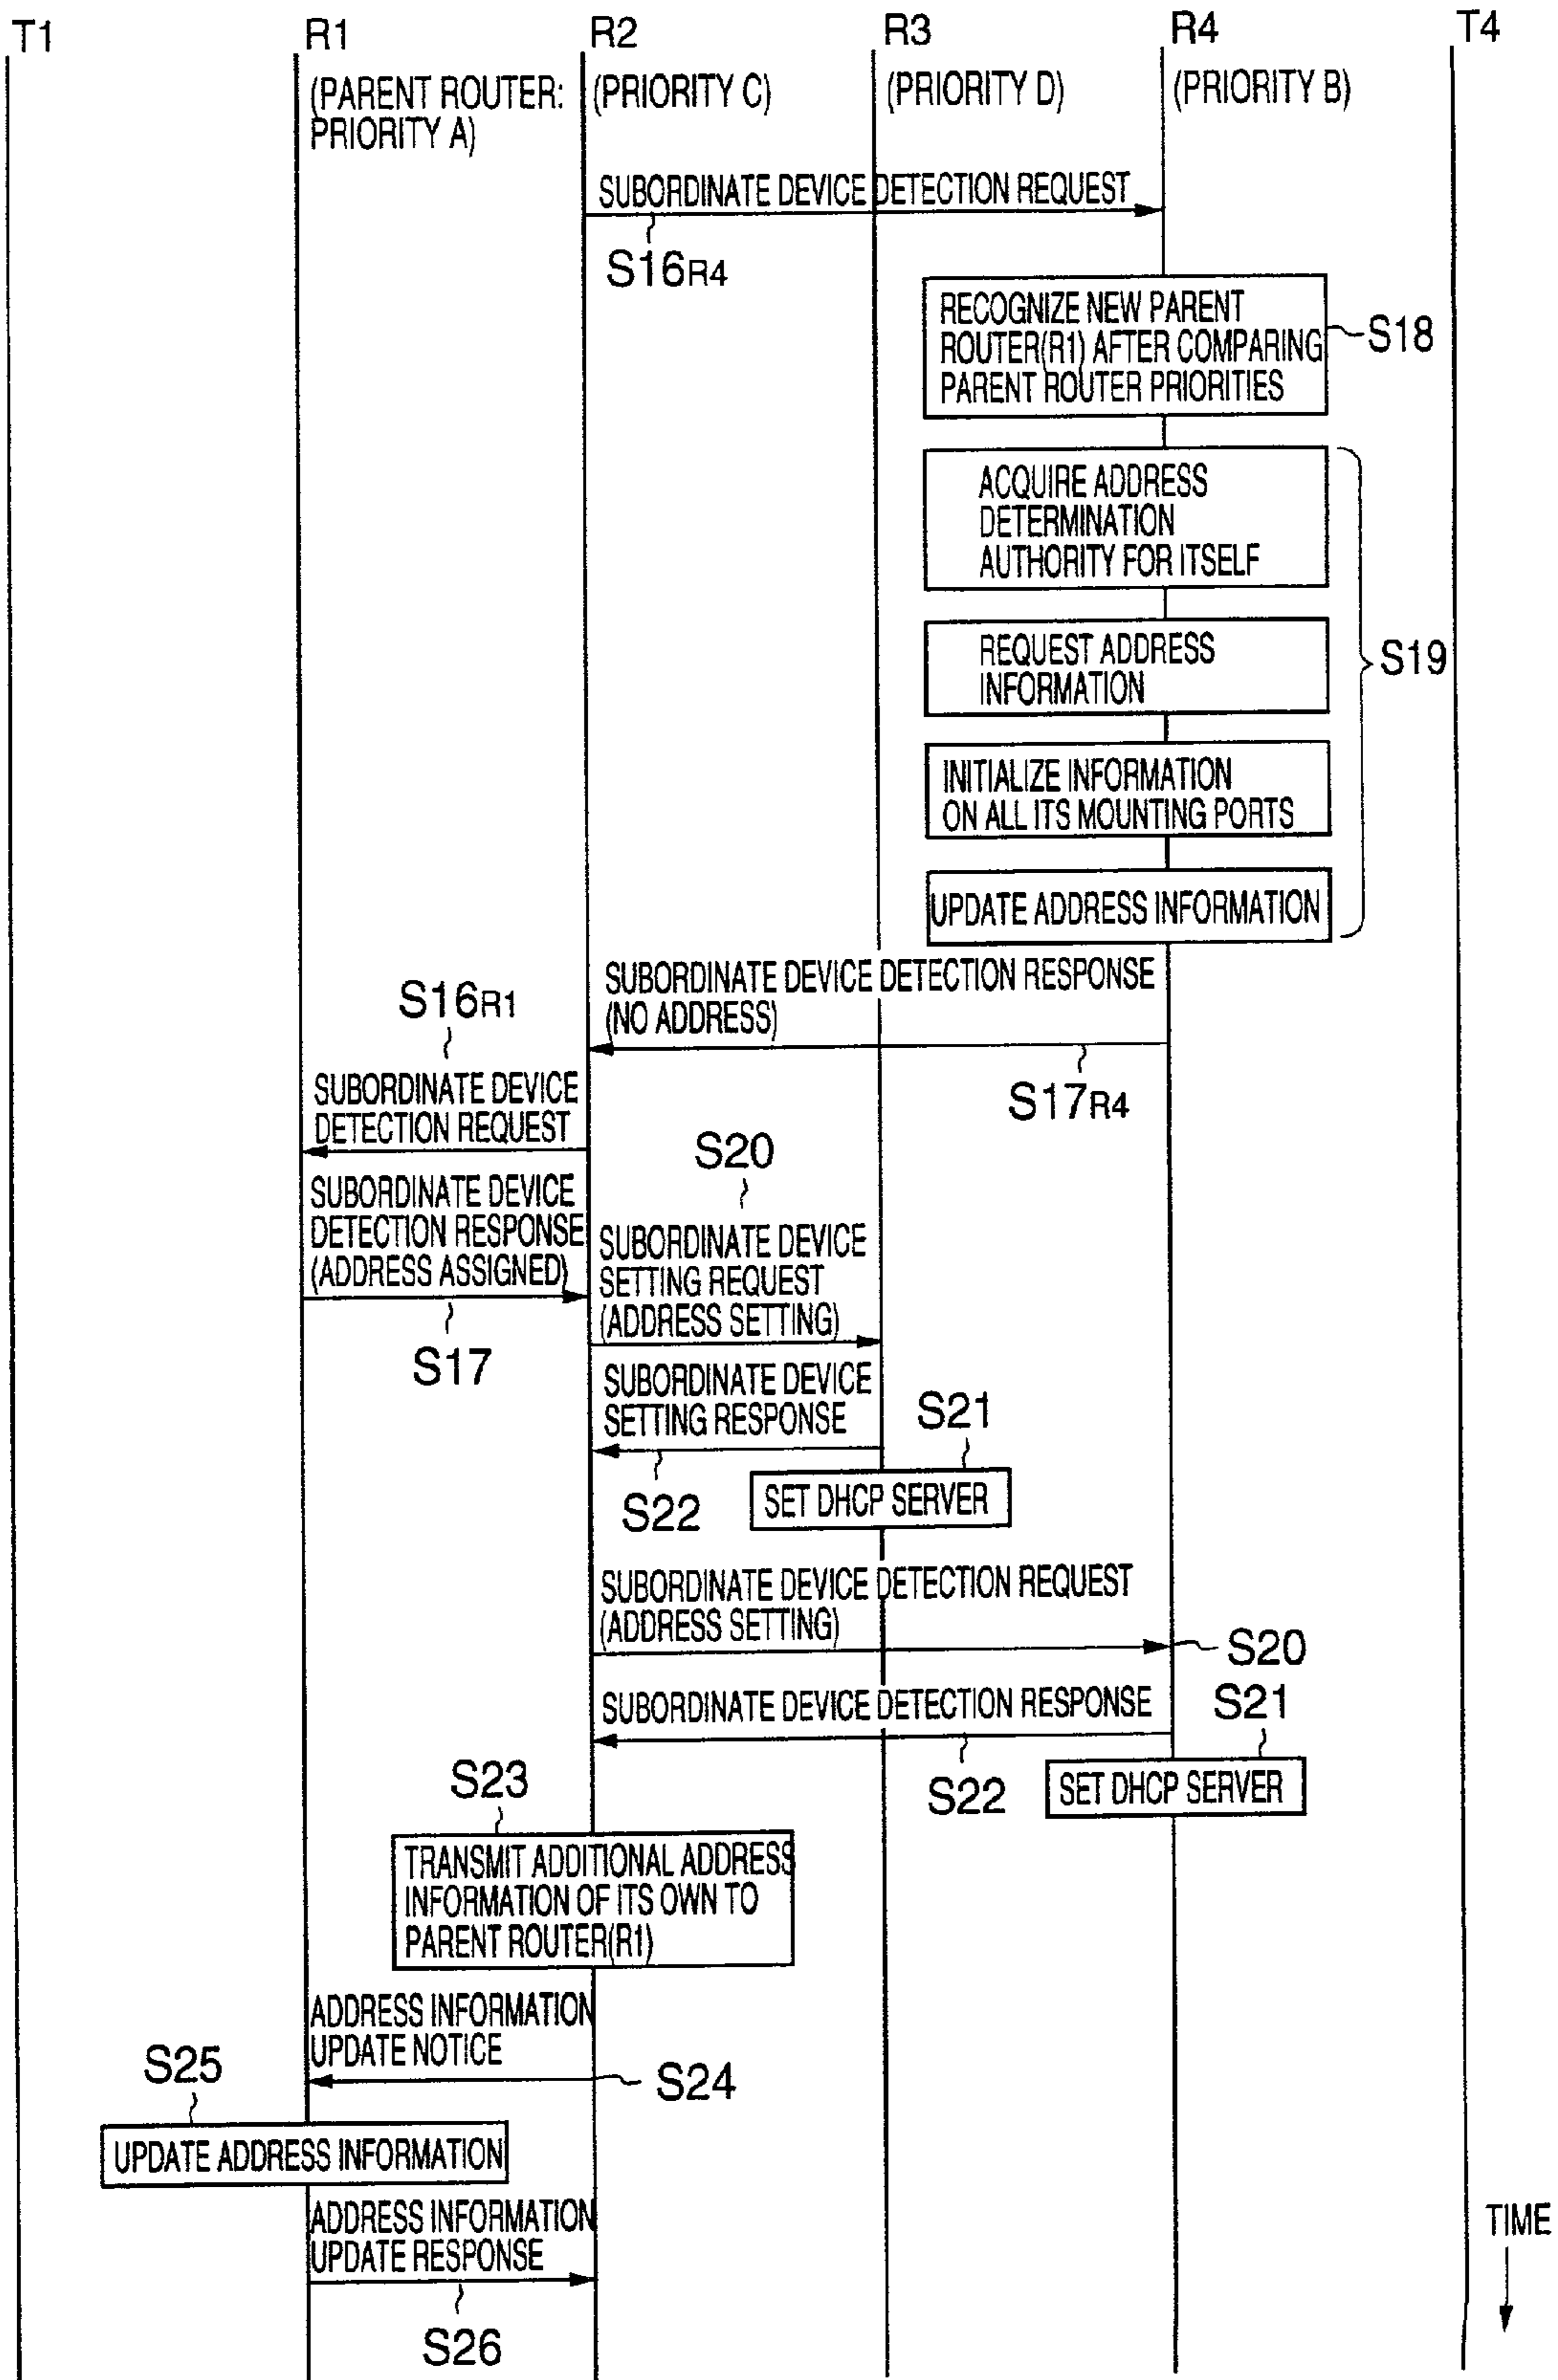 T1
R1
R2
R3
R4
T4
(PARENT ROUTER:
PRIORITY A)
(PRIORITY C)
(PRIORITY D)
(PRIORITY B)
SUBORDINATE DEVICE DETECTION REQUEST
S16R4
RECOGNIZE NEW PARENT
ROUTER(R1) AFTER COMPARING
PARENT ROUTER PRIORITIES
S18
ACQUIRE ADDRESS
DETERMINATION
AUTHORITY FOR ITSELF
REQUEST ADDRESS
INFORMATION
S19
INITIALIZE INFORMATION
ON ALL ITS MOUNTING PORTS
UPDATE ADDRESS INFORMATION
SUBORDINATE DEVICE DETECTION RESPONSE
(NO ADDRESS)
S17R4
S16R1
SUBORDINATE DEVICE
DETECTION REQUEST
SUBORDINATE DEVICE
DETECTION RESPONSE
(ADDRESS ASSIGNED)
S17
S20
SUBORDINATE DEVICE
SETTING REQUEST
(ADDRESS SETTING)
SUBORDINATE DEVICE
SETTING RESPONSE
S22
S21
SET DHCP SERVER
SUBORDINATE DEVICE DETECTION REQUEST
(ADDRESS SETTING)
S20
SUBORDINATE DEVICE DETECTION RESPONSE
S22
S21
SET DHCP SERVER
S23
TRANSMIT ADDITIONAL ADDRESS
INFORMATION OF ITS OWN TO
PARENT ROUTER(R1)
ADDRESS INFORMATION
UPDATE NOTICE
S24
S25
UPDATE ADDRESS INFORMATION
ADDRESS INFORMATION
UPDATE RESPONSE
S26
TIME